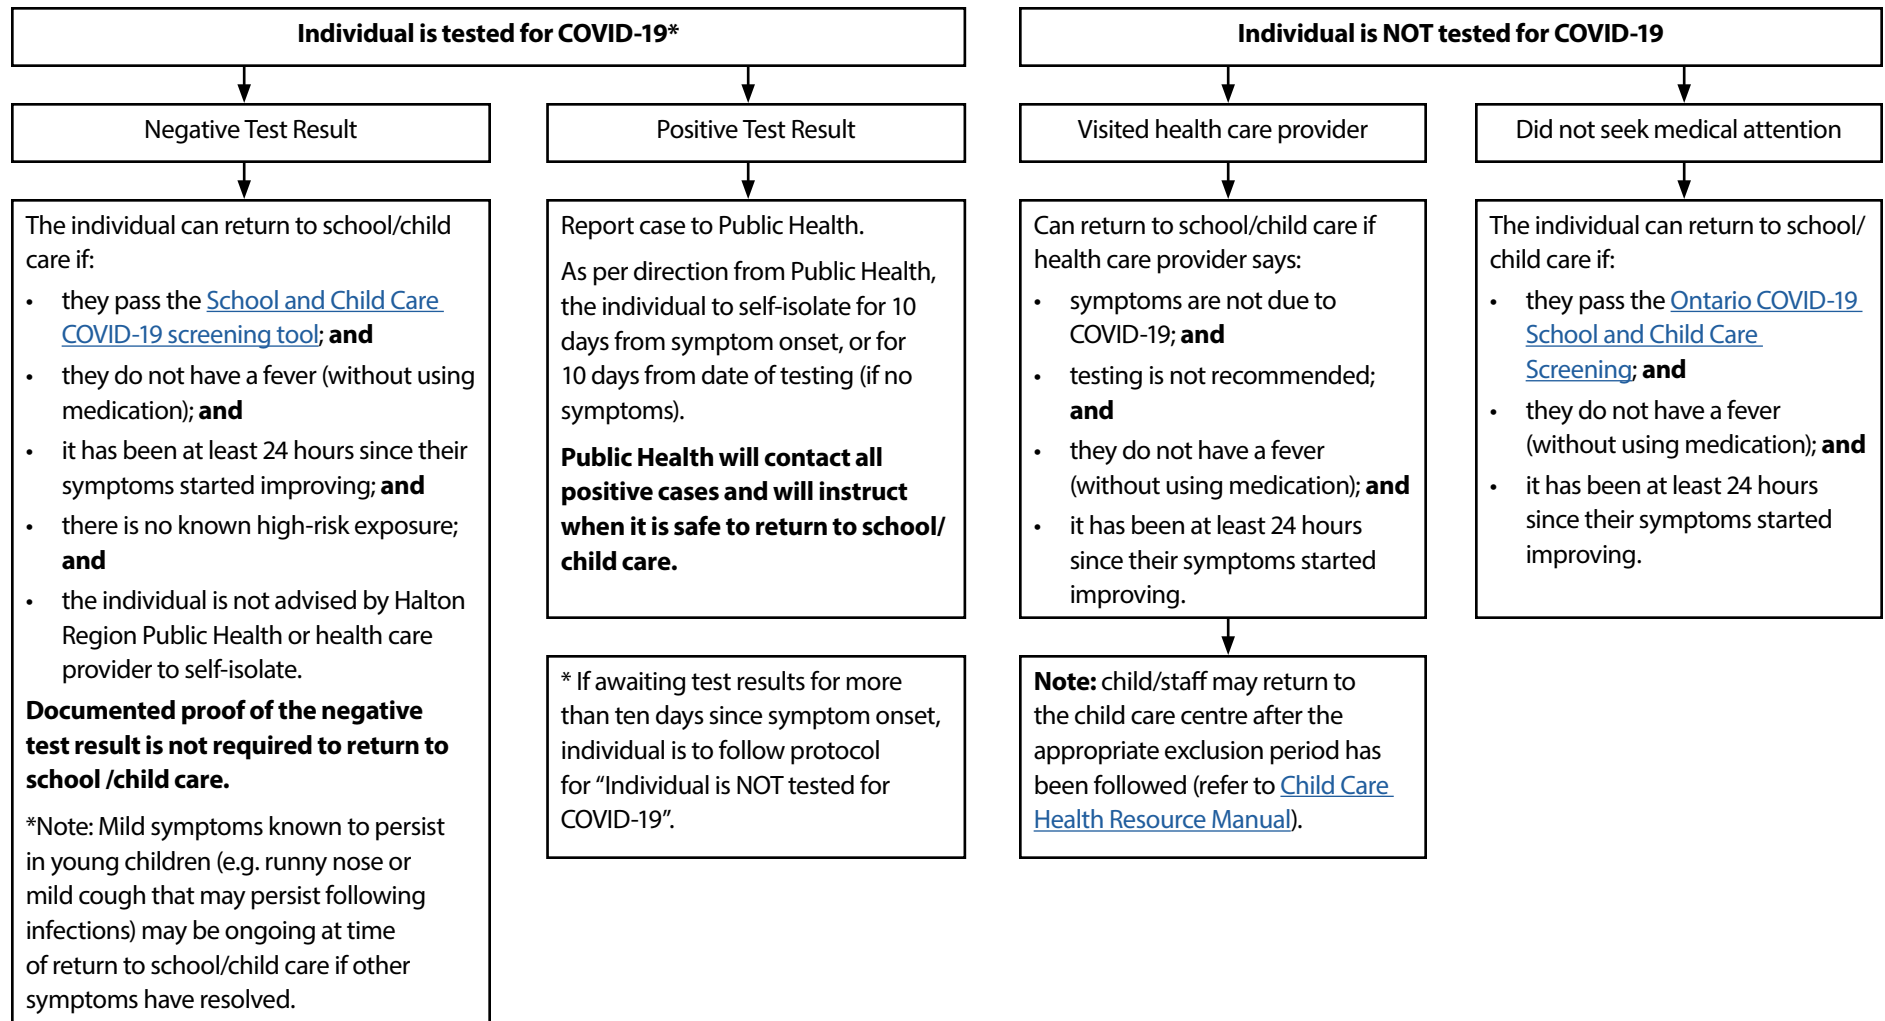 Individual is tested for COVID-19*
Negative Test Result
The individual can return to school/child
care if:
• they pass the School and Child Care
COVID-19 screening tool; and
• they do not have a fever (without using
medication); and
• it has been at least 24 hours since their
symptoms started improving; and
• there is no known high-risk exposure;
and
• the individual is not advised by Halton
Region Public Health or health care
provider to self-isolate.
Documented proof of the negative
test result is not required to return to
school /child care.
*Note: Mild symptoms known to persist
in young children (e.g. runny nose or
mild cough that may persist following
infections) may be ongoing at time
of return to school/child care if other
symptoms have resolved.
Positive Test Result
Report case to Public Health.
As per direction from Public Health,
the individual to self-isolate for 10
days from symptom onset, or for
10 days from date of testing (if no
symptoms).
Public Health will contact all
positive cases and will instruct
when it is safe to return to school/
child care.
* If awaiting test results for more
than ten days since symptom onset,
individual is to follow protocol
for “Individual is NOT tested for
COVID-19”.
Individual is NOT tested for COVID-19
Visited health care provider
Can return to school/child care if
health care provider says:
• symptoms are not due to
COVID-19; and
• testing is not recommended;
and
• they do not have a fever
(without using medication); and
• it has been at least 24 hours
since their symptoms started
improving.
Note: child/staff may return to
the child care centre after the
appropriate exclusion period has
been followed (refer to Child Care
Health Resource Manual).
Did not seek medical attention
The individual can return to school/
child care if:
• they pass the Ontario COVID-19
School and Child Care
Screening; and
• they do not have a fever
(without using medication); and
• it has been at least 24 hours
since their symptoms started
improving.